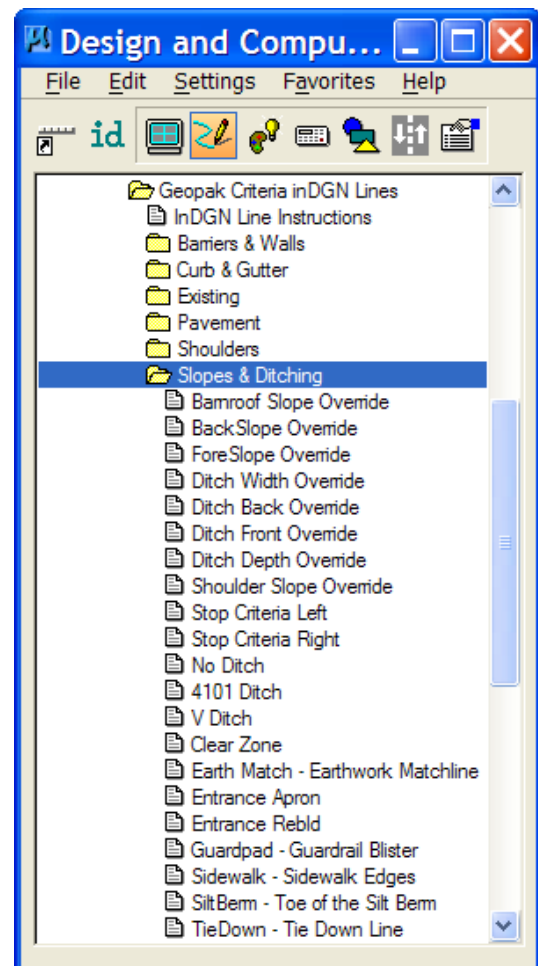 Design and Compu...
File Edit Settings Favorites Help
id
Geopak Criteria inDGN Lines
InDGN Line Instructions
Barriers & Walls
Curb & Gutter
Existing
Pavement
Shoulders
Slopes & Ditching
Barnroof Slope Override
BackSlope Override
ForeSlope Override
Ditch Width Override
Ditch Back Override
Ditch Front Override
Ditch Depth Override
Shoulder Slope Override
Stop Criteria Left
Stop Criteria Right
No Ditch
4101 Ditch
V Ditch
Clear Zone
Earth Match - Earthwork Matchline
Entrance Apron
Entrance Rebld
Guardpad - Guardrail Blister
Sidewalk - Sidewalk Edges
SiltBerm - Toe of the Silt Berm
TieDown - Tie Down Line